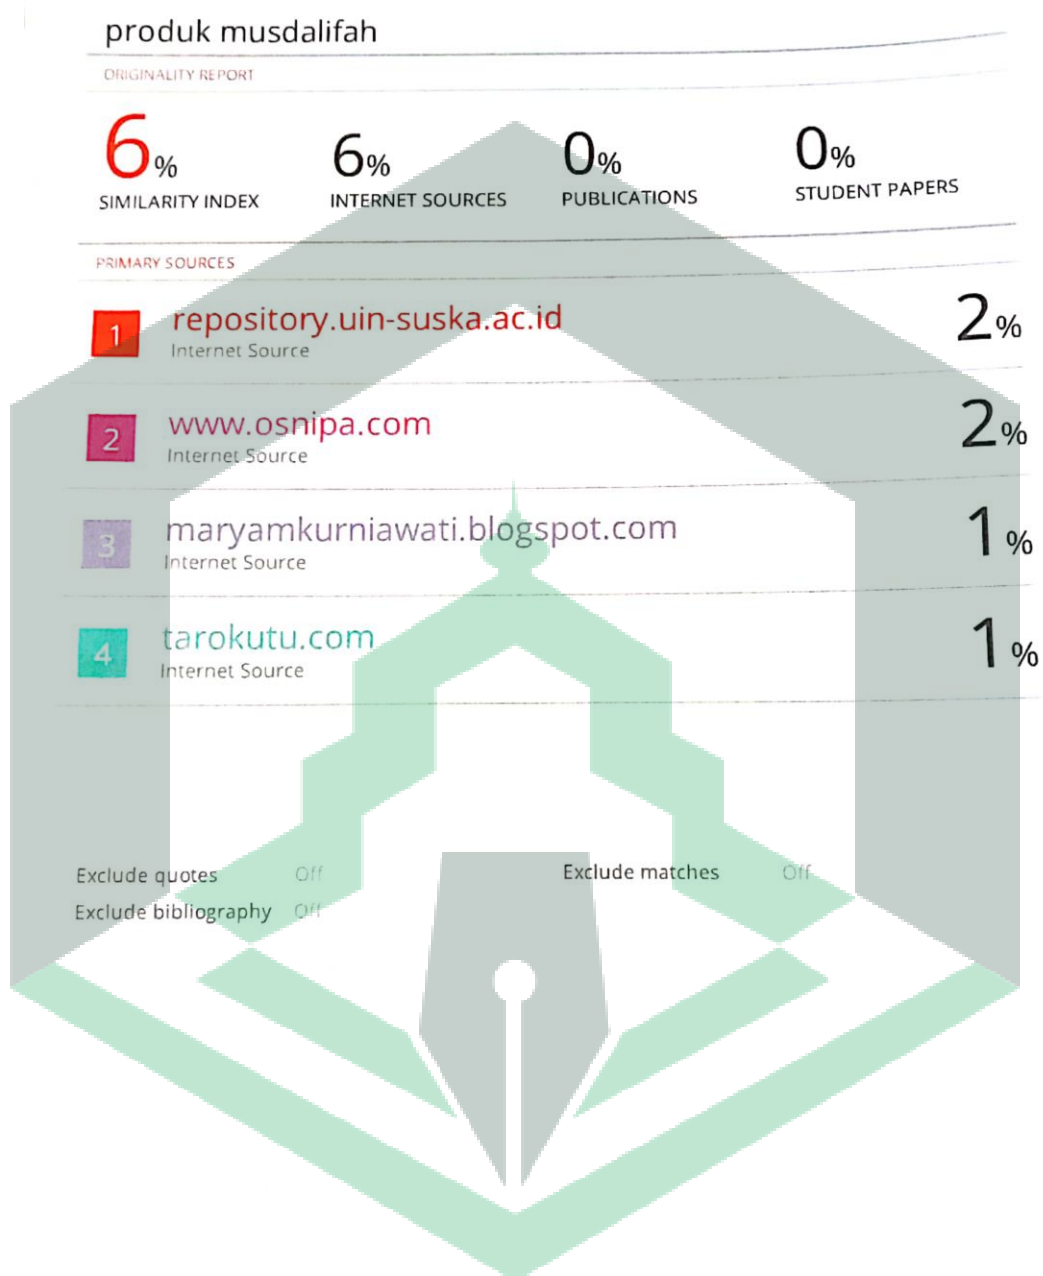 produk musdalifah
ORIGINALITY REPORT
6% 6% 0% 0%
SIMILARITY INDEX INTERNET SOURCES PUBLICATIONS STUDENT PAPERS
PRIMARY SOURCES
1 repository.uin-suska.ac.id 2%
Internet Source
2 www.osnipa.com 2%
Internet Source
3 maryamkurniawati.blogspot.com 1%
Internet Source
4 tarokutu.com 1%
Internet Source
Exclude quotes Off Exclude matches Off
Exclude bibliography Off